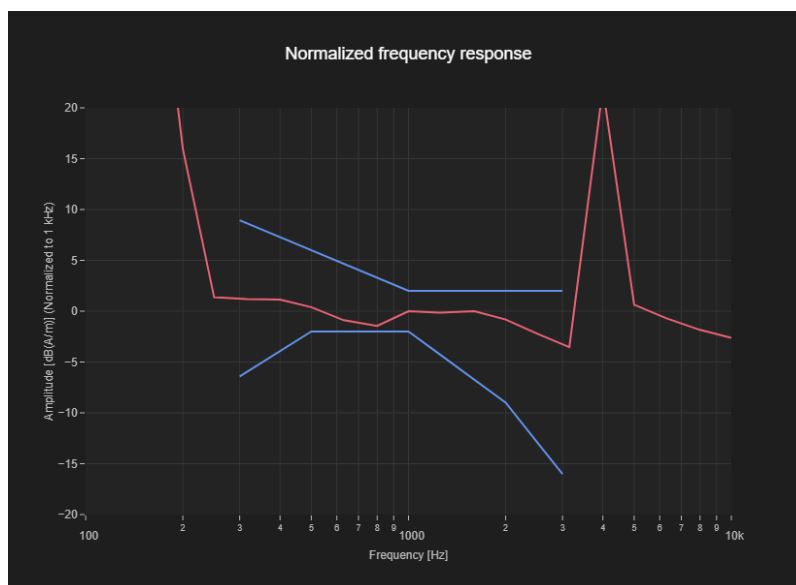 Normalized frequency response
Amplitude [dB(A/m)] (Normalized to 1 kHz)
20
15
10
5
0
−5
−10
−15
−20
100 2 3 4 5 6 7 8 9 1000 2 3 4 5 6 7 8 9 10k
Frequency [Hz]